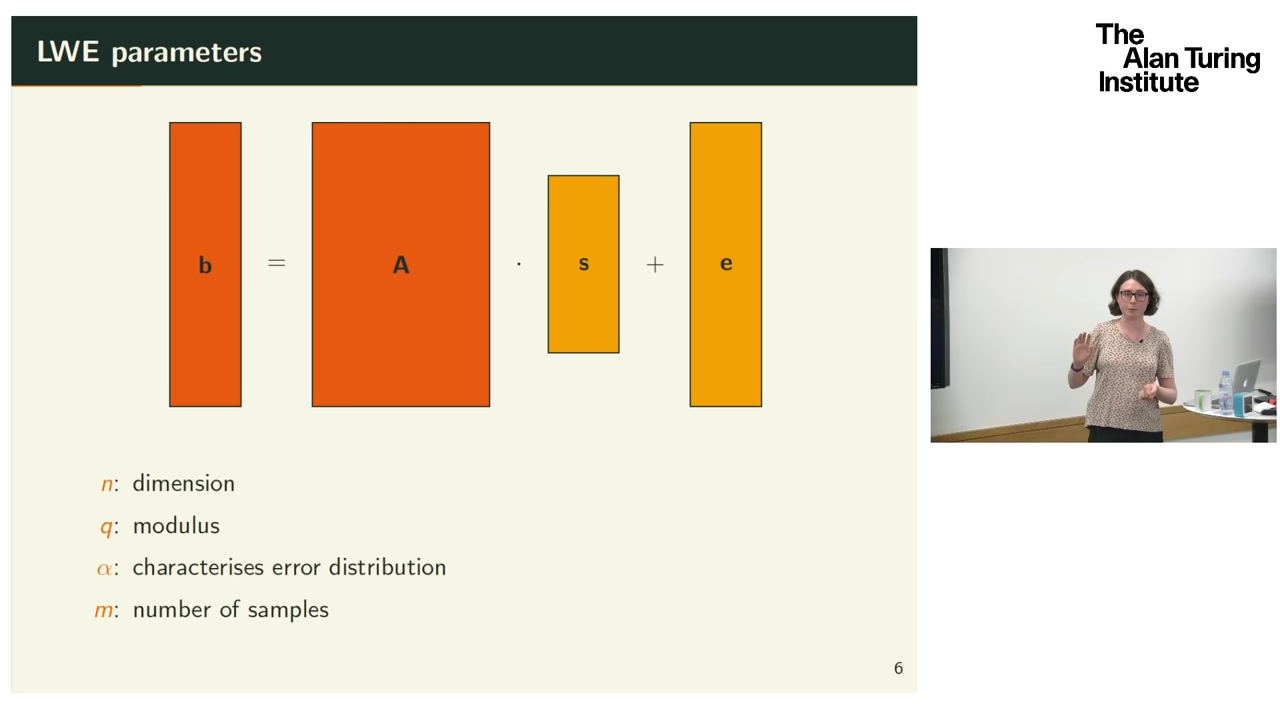 LWE parameters
The
Alan Turing
Institute
b = A · s + e
n: dimension
q: modulus
α: characterises error distribution
m: number of samples
6